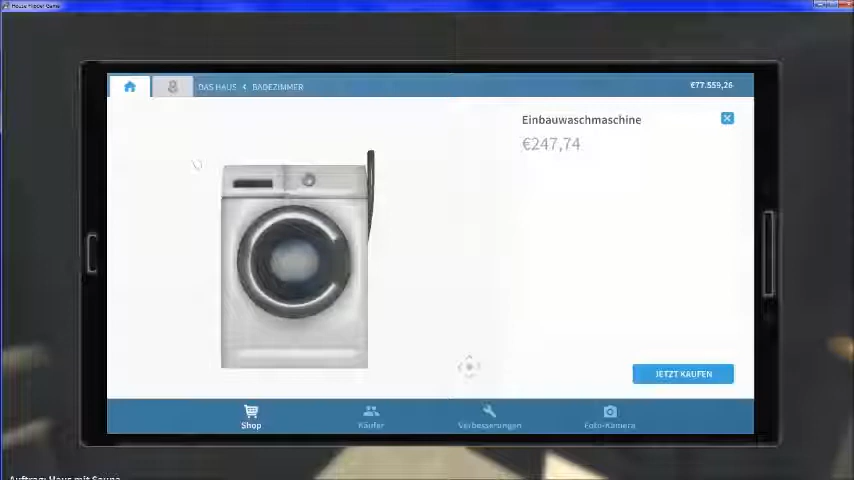 House Flipper Game
DAS HAUS < BADEZIMMER
€77.559,26
Einbauwaschmaschine
€247,74
JETZT KAUFEN
Shop
Käufer
Verbesserungen
Foto-Kamera
Auftrag: Haus mit Sauna